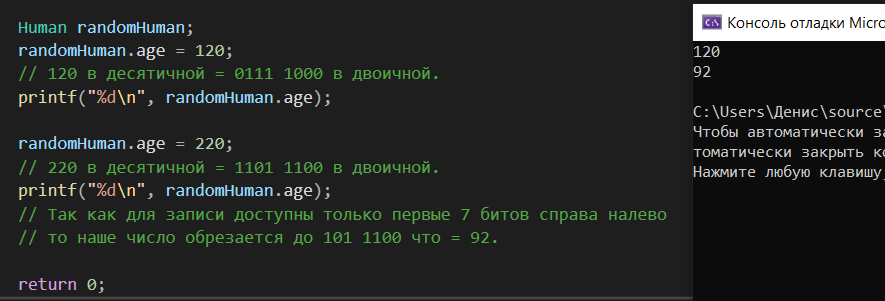 Human randomHuman;
randomHuman.age = 120;
// 120 в десятичной = 0111 1000 в двоичной.
printf("%d\n", randomHuman.age);
randomHuman.age = 220;
// 220 в десятичной = 1101 1100 в двоичной.
printf("%d\n", randomHuman.age);
// Так как для записи доступны только первые 7 битов справа налево
// то наше число обрезается до 101 1100 что = 92.
return 0;
Консоль отладки Micro
120
92
C:\Users\Денис\source\
Чтобы автоматически за
томатически закрыть ко
Нажмите любую клавишу